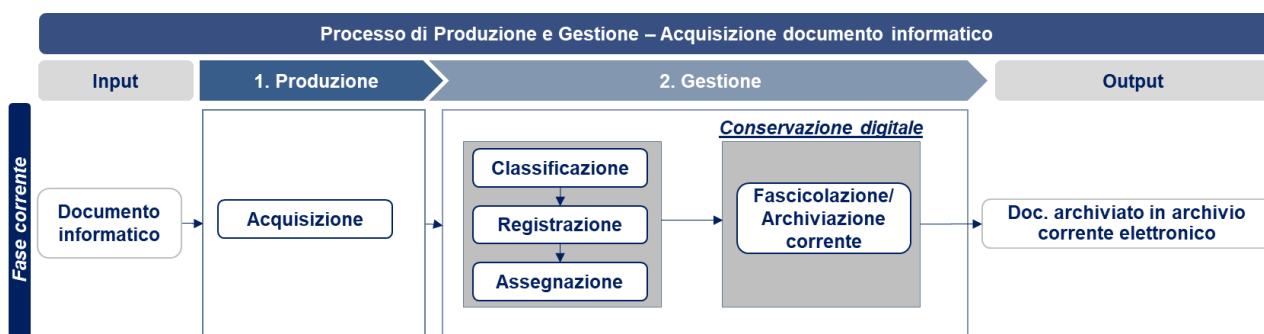 Processo di Produzione e Gestione – Acquisizione documento informatico
Input
1. Produzione
2. Gestione
Output
Fase corrente
Documento
informatico
Acquisizione
Classificazione
Registrazione
Assegnazione
Conservazione digitale
Fascicolazione/
Archiviazione
corrente
Doc. archiviato in archivio
corrente elettronico